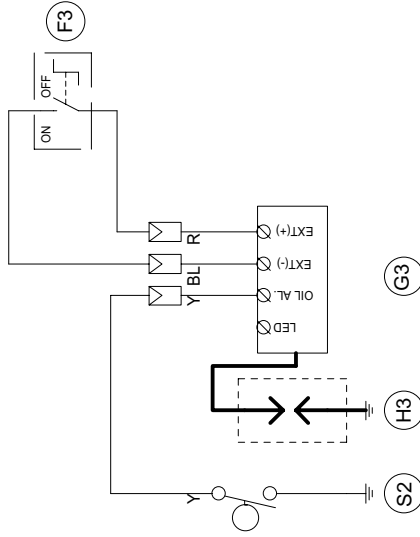 F3
ON
OFF
R
BL
Y
EXT(+)
EXT(-)
OIL AL.
LED
G3
H3
Y
S2